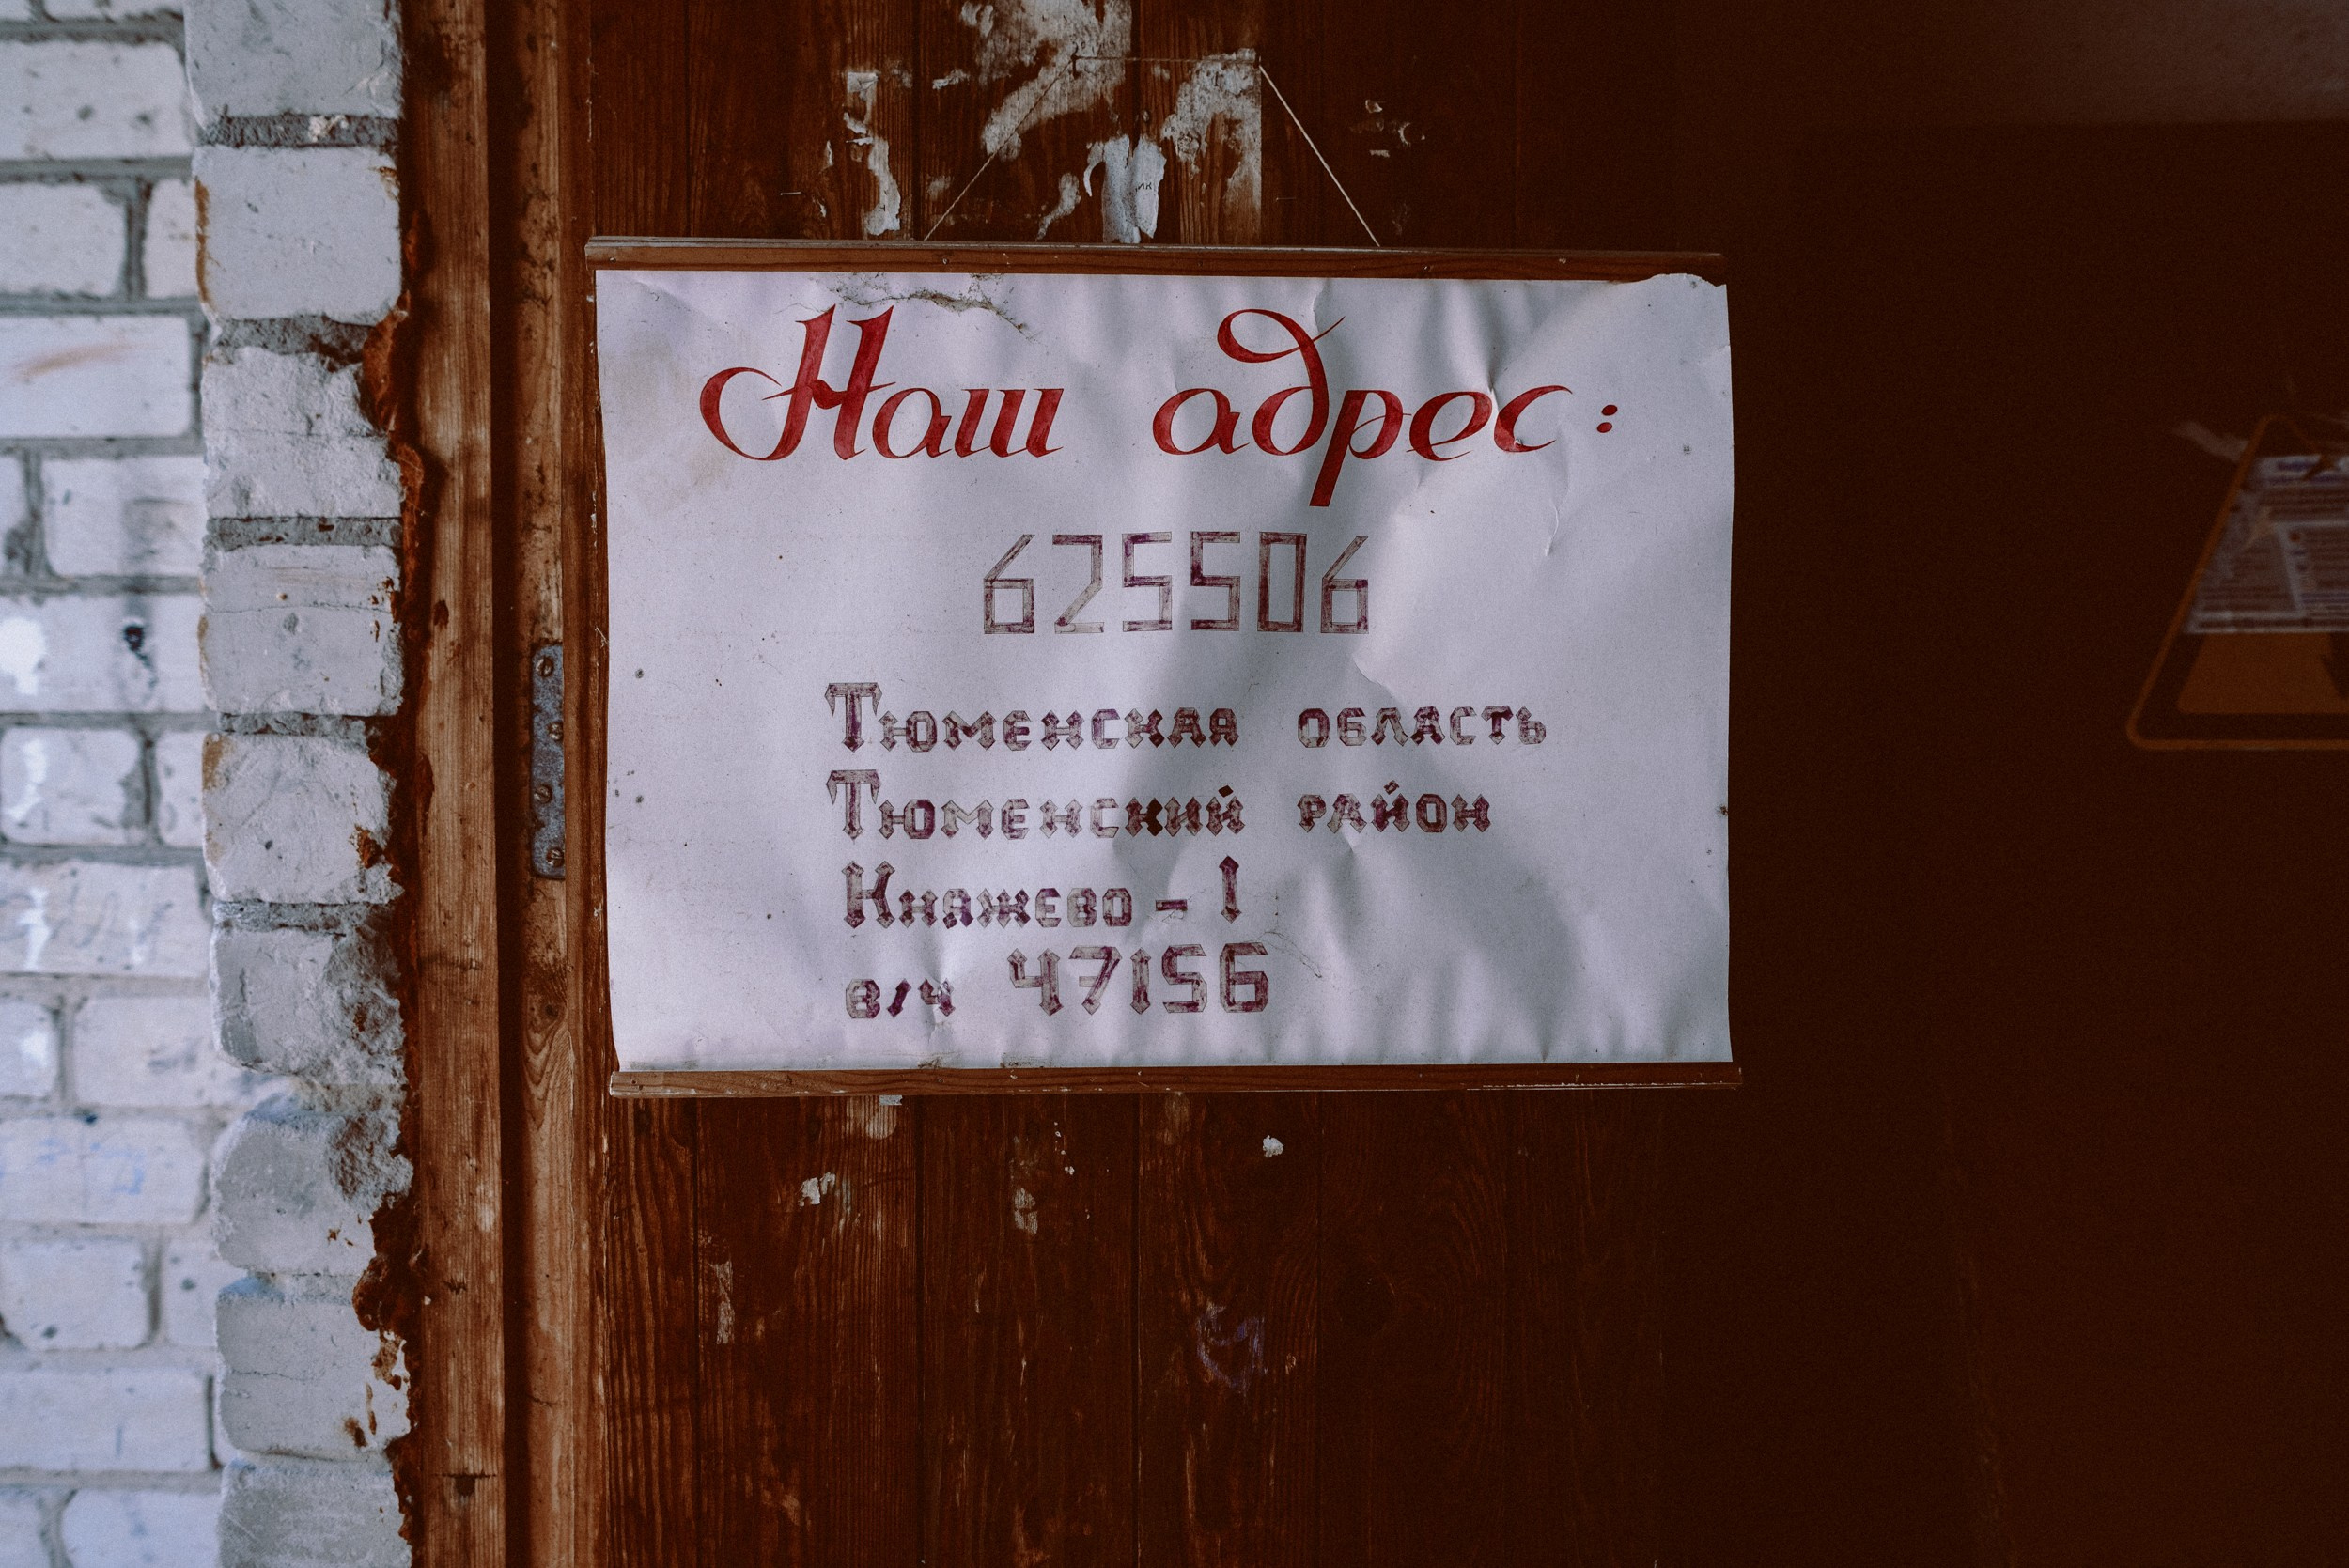 Наш адрес:
625506
Тюменская область
Тюменский район
Княжево - 1
в/ч 47156